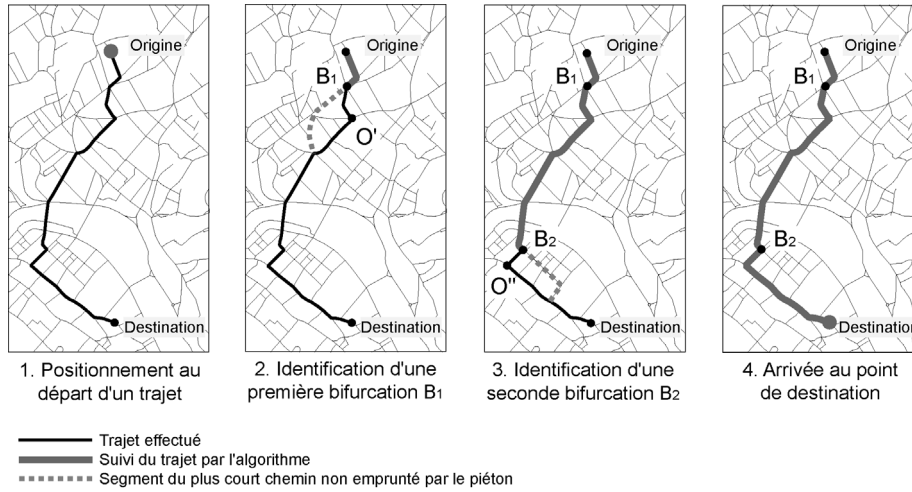 Origine
Destination
1. Positionnement au
départ d'un trajet
Origine
B1
O'
Destination
2. Identification d'une
première bifurcation B1
Origine
B1
B2
O"
Destination
3. Identification d'une
seconde bifurcation B2
Origine
B1
B2
Destination
4. Arrivée au point
de destination
Trajet effectué
Suivi du trajet par l'algorithme
Segment du plus court chemin non emprunté par le piéton